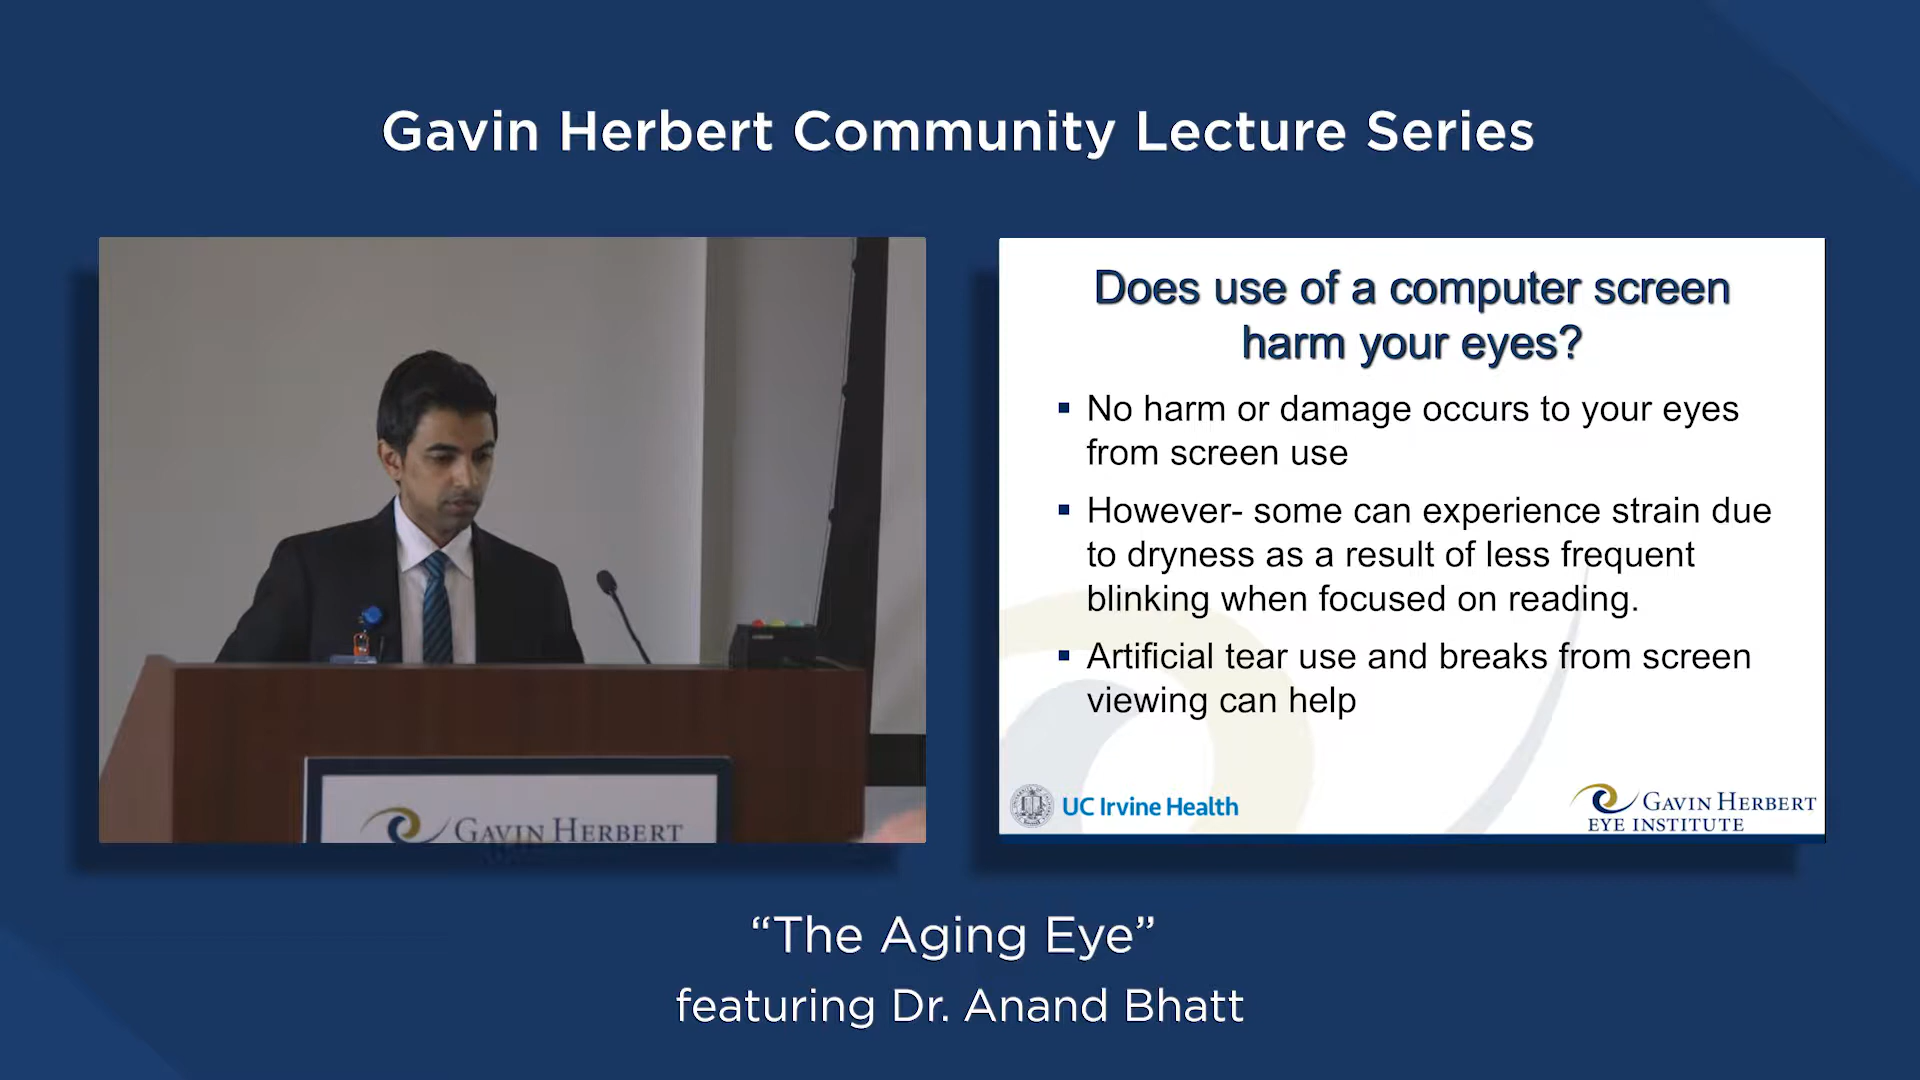 Gavin Herbert Community Lecture Series
GAVIN HERBERT
Does use of a computer screen
harm your eyes?
▪ No harm or damage occurs to your eyes
from screen use
▪ However- some can experience strain due
to dryness as a result of less frequent
blinking when focused on reading.
▪ Artificial tear use and breaks from screen
viewing can help
UC Irvine Health
GAVIN HERBERT
EYE INSTITUTE
“The Aging Eye”
featuring Dr. Anand Bhatt